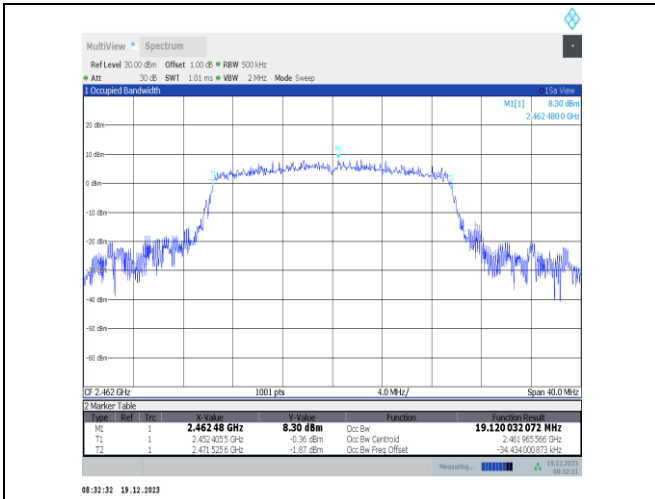 MultiView Spectrum
Ref Level 30.00 dBm Offset 1.00 dB RBW 500 kHz
Att 30 dB SWT 1.01 ms VBW 2 MHz Mode Sweep
1 Occupied Bandwidth 1Sa View
M1[1] 8.30 dBm
2.462 480 0 GHz
20 dBm
10 dBm
M1
T1
T2
0 dBm
-10 dBm
-20 dBm
-30 dBm
-40 dBm
-50 dBm
-60 dBm
CF 2.462 GHz 1001 pts 4.0 MHz/ Span 40.0 MHz
2 Marker Table
Type Ref Trc X-Value Y-Value Function Function Result
M1 1 2.462 48 GHz 8.30 dBm Occ Bw 19.120 032 072 MHz
T1 1 2.452 405 5 GHz -0.36 dBm Occ Bw Centroid 2.461 965 566 GHz
T2 1 2.471 525 6 GHz -1.87 dBm Occ Bw Freq Offset -34.434 000 873 kHz
Measuring... 19.12.2023
08:32:31
08:32:32 19.12.2023